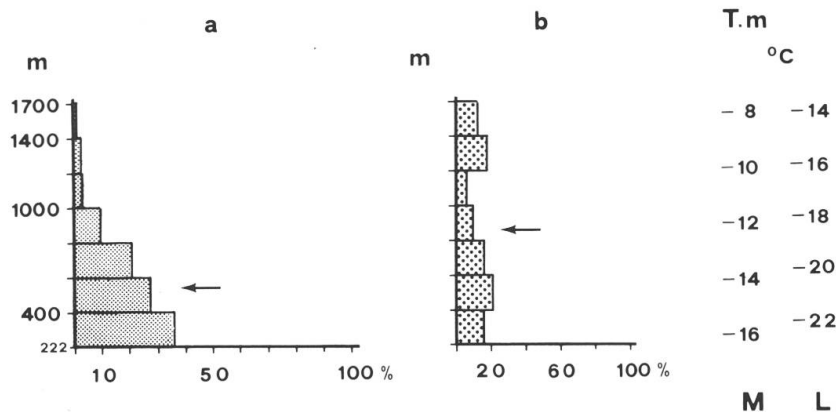 a b T.m
m m °C
1700 – 8 – 14
1400
– 10 – 16
1000 – 12 – 18
– 14 – 20
400
222 – 16 – 22
10 50 100 % 20 60 100 %
M L